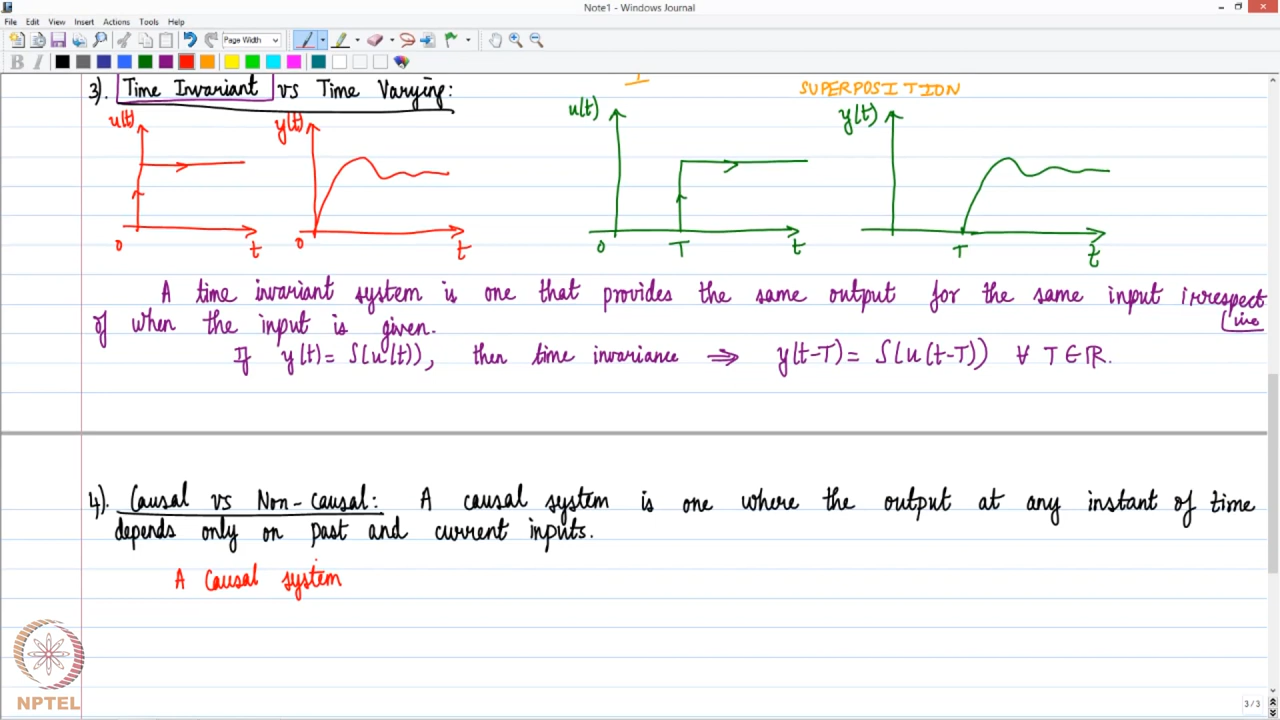 Note1 - Windows Journal
File Edit View Insert Actions Tools Help
Page Width
B I
3). Time Invariant vs Time Varying:
SUPERPOSITION
u(t) y(t) u(t) y(t)
0 t 0 t 0 T t T t
A time invariant system is one that provides the same output for the same input irrespect
ive
of when the input is given.
If y(t) = S(u(t)), then time invariance ⇒ y(t-T) = S(u(t-T)) ∀ T ∈ ℝ.
4). Causal vs Non-Causal: A causal system is one where the output at any instant of time
depends only on past and current inputs.
A Causal system
NPTEL
3/3